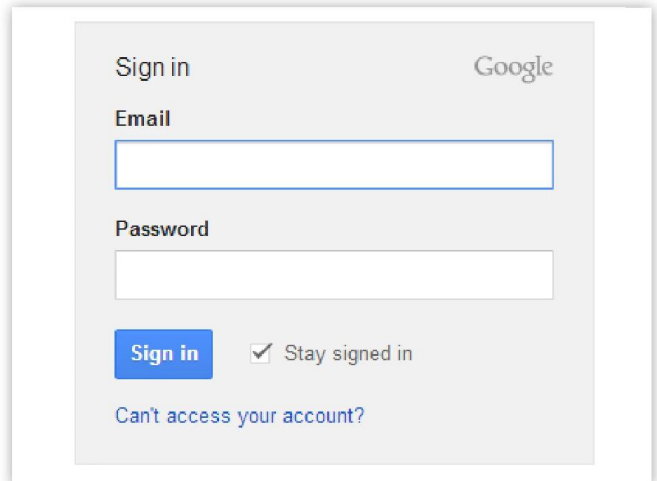 Sign in Google
Email
Password
Sign in Stay signed in
Can't access your account?